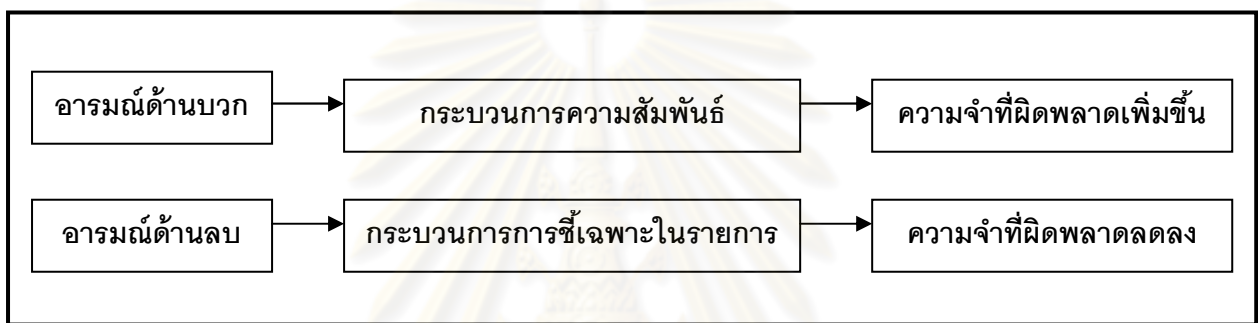 อารมณ์ด้านบวก กระบวนการความสัมพันธ์ ความจำที่ผิดพลาดเพิ่มขึ้น
อารมณ์ด้านลบ กระบวนการการชี้เฉพาะในรายการ ความจำที่ผิดพลาดลดลง